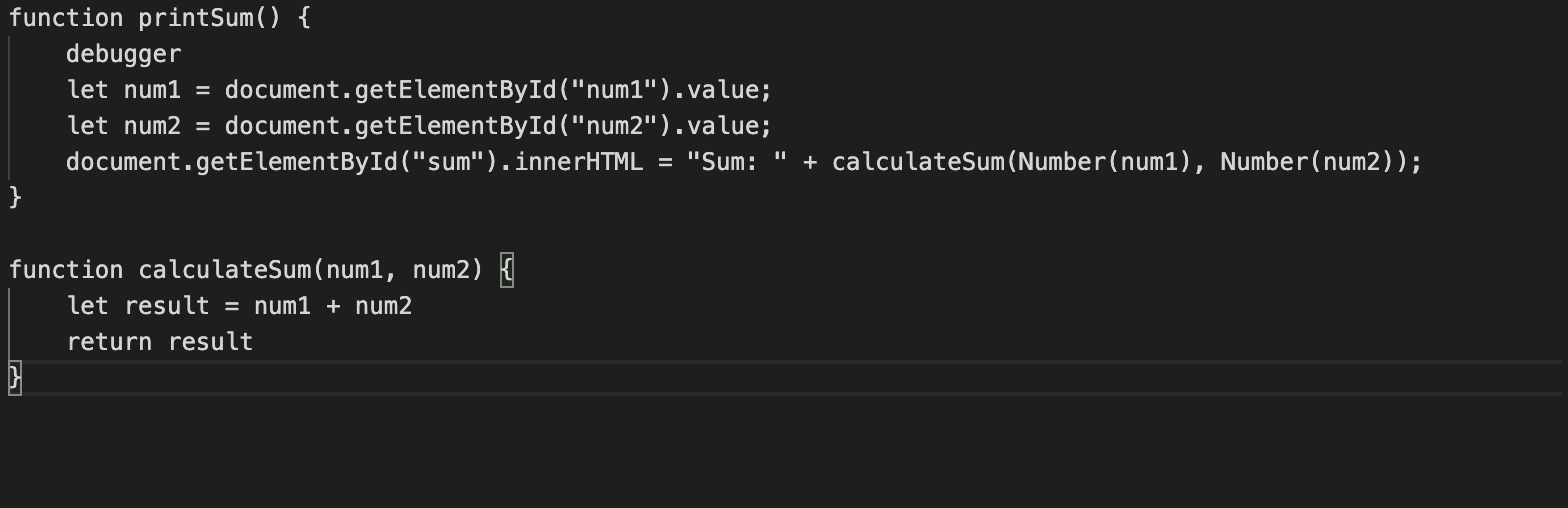 function printSum() {
    debugger
    let num1 = document.getElementById("num1").value;
    let num2 = document.getElementById("num2").value;
    document.getElementById("sum").innerHTML = "Sum: " + calculateSum(Number(num1), Number(num2));
}

function calculateSum(num1, num2) {
    let result = num1 + num2
    return result
}